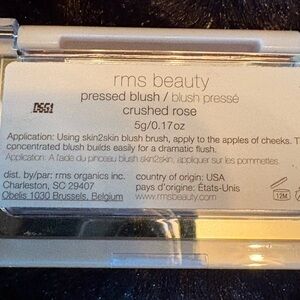 rms beauty
pressed blush / blush pressé
crushed rose
5g/0.17oz
Application: Using skin2skin blush brush, apply to the apples of cheeks. T
concentrated blush builds easily for a dramatic flush.
Application: A l'aide du pinceau blush skin2skin, appliquer sur les pommettes.
dist. by/par: rms organics inc.
Charleston, SC 29407
Obelis 1030 Brussels, Belgium
country of origin: USA
pays d'origine: États-Unis
www.rmsbeauty.com
12M